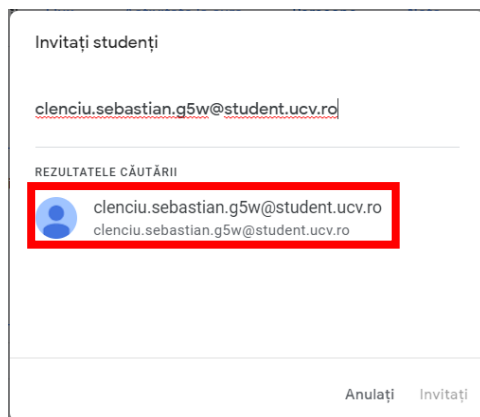 Invitați studenți
clenciu.sebastian.g5w@student.ucv.ro
REZULTATELE CĂUTĂRII
clenciu.sebastian.g5w@student.ucv.ro
clenciu.sebastian.g5w@student.ucv.ro
Anulați Invitați